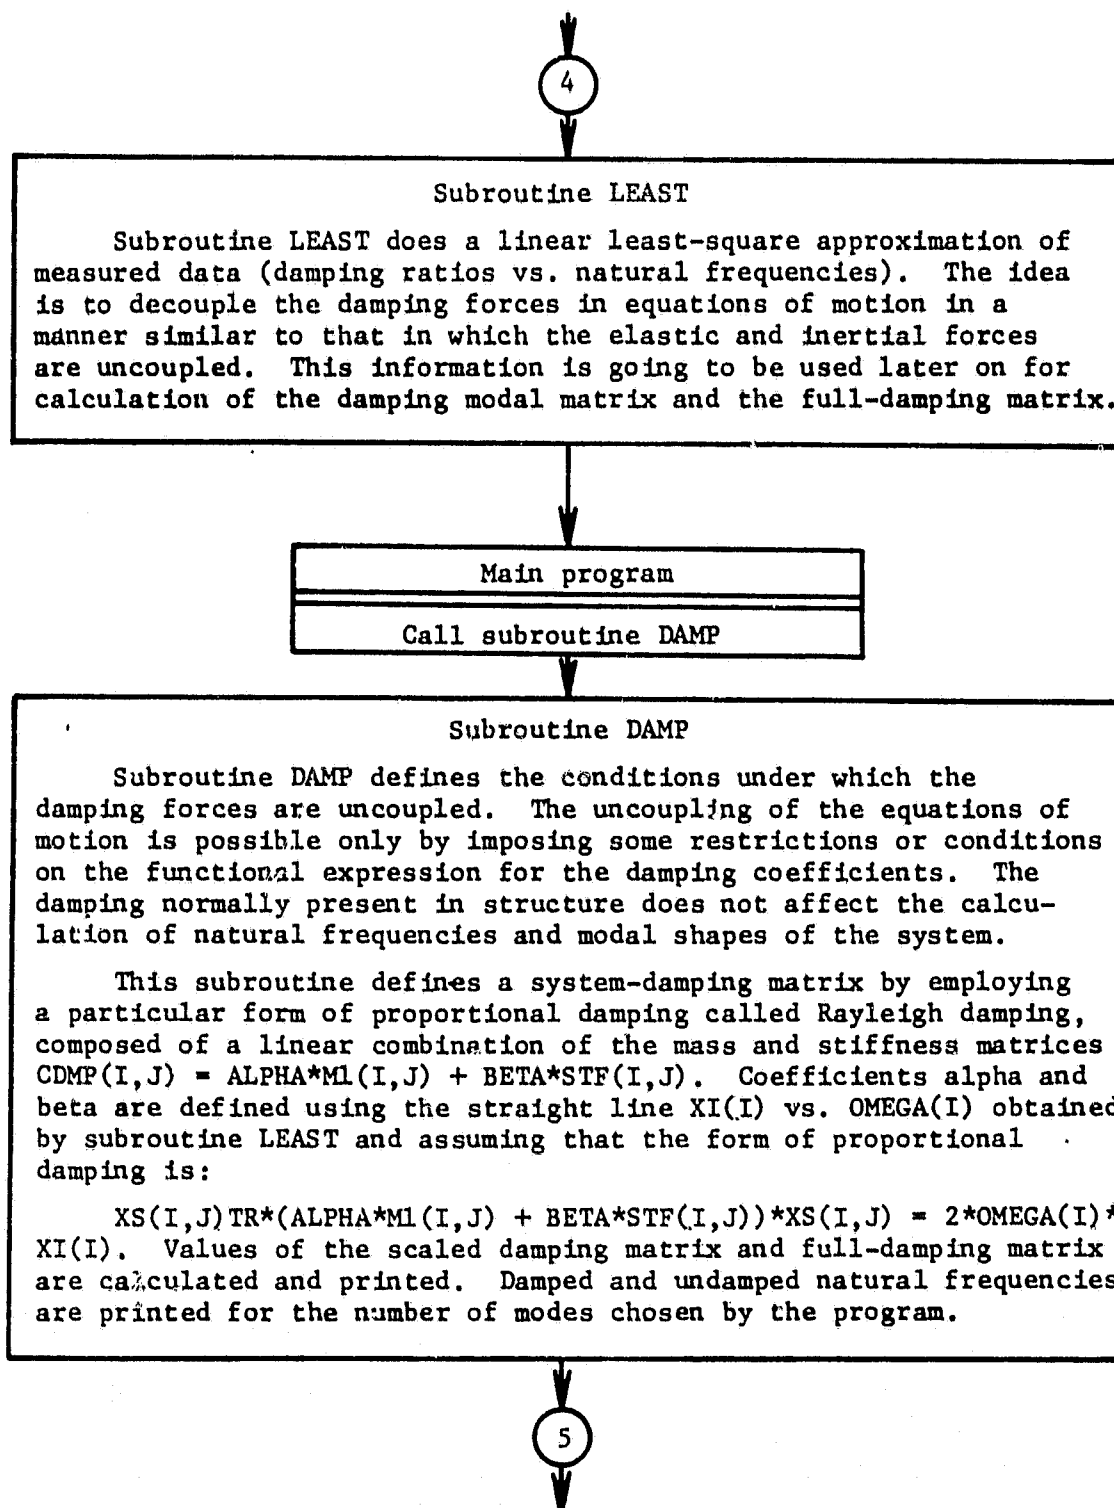 4
Subroutine LEAST
Subroutine LEAST does a linear least-square approximation of
measured data (damping ratios vs. natural frequencies). The idea
is to decouple the damping forces in equations of motion in a
manner similar to that in which the elastic and inertial forces
are uncoupled. This information is going to be used later on for
calculation of the damping modal matrix and the full-damping matrix.
Main program
Call subroutine DAMP
Subroutine DAMP
Subroutine DAMP defines the conditions under which the
damping forces are uncoupled. The uncoupling of the equations of
motion is possible only by imposing some restrictions or conditions
on the functional expression for the damping coefficients. The
damping normally present in structure does not affect the calcu-
lation of natural frequencies and modal shapes of the system.
This subroutine defines a system-damping matrix by employing
a particular form of proportional damping called Rayleigh damping,
composed of a linear combination of the mass and stiffness matrices
CDMP(I,J) = ALPHA*M1(I,J) + BETA*STF(I,J). Coefficients alpha and
beta are defined using the straight line XI(I) vs. OMEGA(I) obtained
by subroutine LEAST and assuming that the form of proportional
damping is:
XS(I,J)TR*(ALPHA*M1(I,J) + BETA*STF(I,J))*XS(I,J) = 2*OMEGA(I)*
XI(I). Values of the scaled damping matrix and full-damping matrix
are calculated and printed. Damped and undamped natural frequencies
are printed for the number of modes chosen by the program.
5